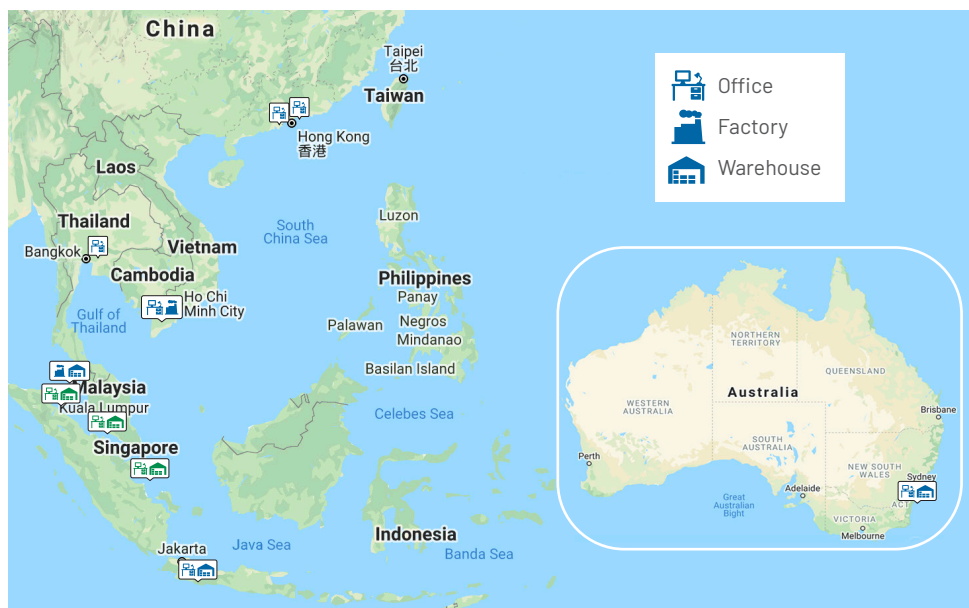 China
Taipei
台北
Taiwan
Hong Kong
香港
Laos
Thailand
Bangkok
Vietnam
Cambodia
Ho Chi
Minh City
Gulf of
Thailand
South
China Sea
Luzon
Philippines
Panay
Palawan
Negros
Mindanao
Basilan Island
Malaysia
Kuala Lumpur
Celebes Sea
Singapore
Indonesia
Jakarta
Java Sea
Banda Sea
Office
Factory
Warehouse
NORTHERN
TERRITORY
QUEENSLAND
Australia
WESTERN
AUSTRALIA
Brisbane
SOUTH
AUSTRALIA
Perth
NEW SOUTH
WALES
Sydney
Adelaide
ACT
Great
Australian
Bight
VICTORIA
Melbourne